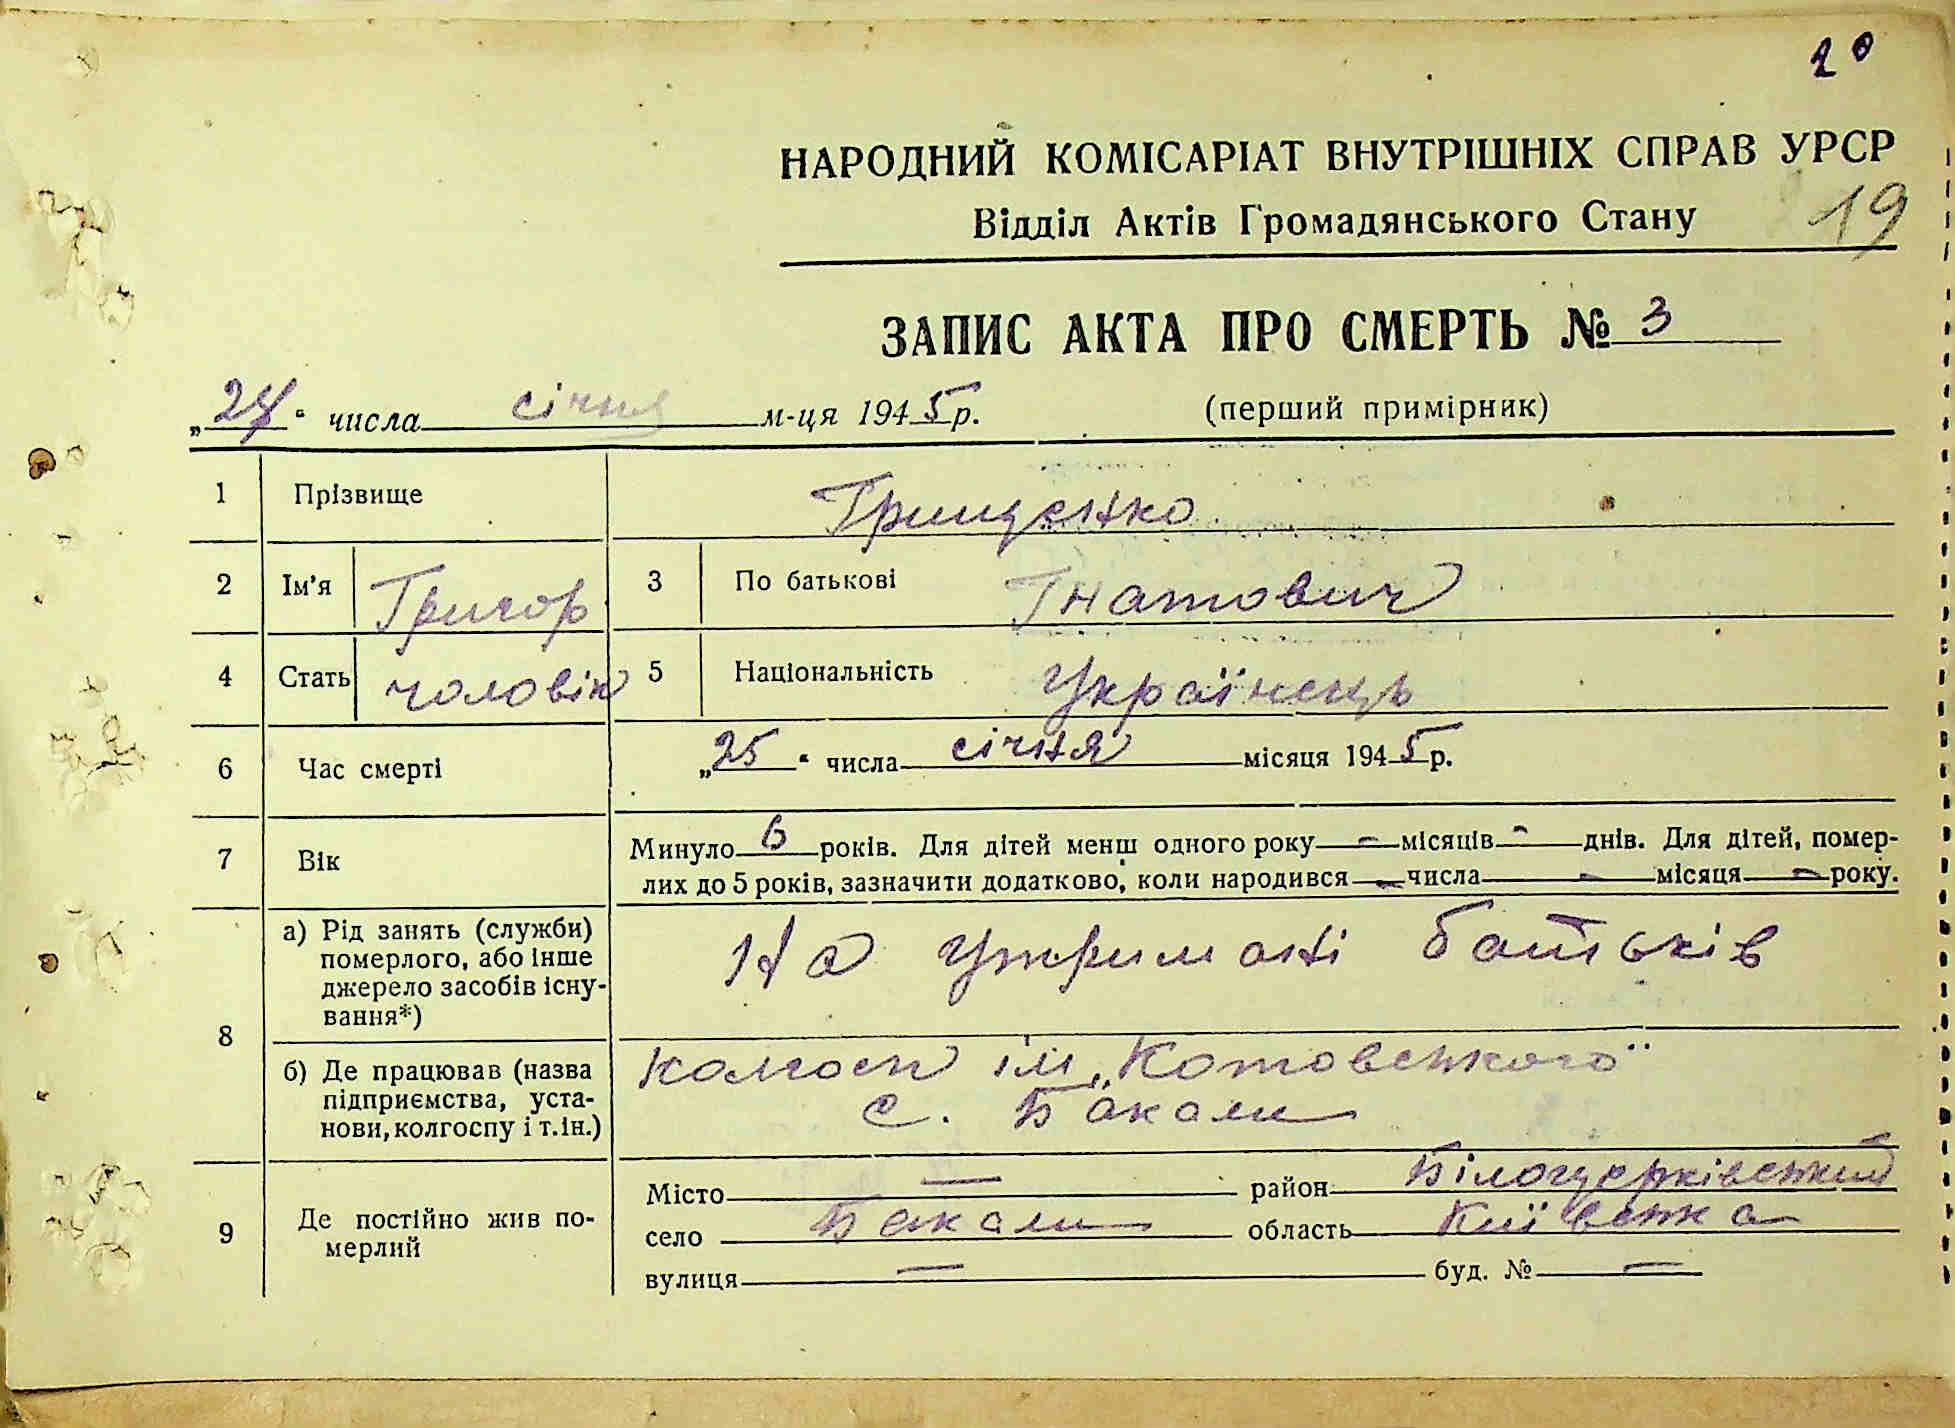 20
НАРОДНИЙ КОМІСАРІАТ ВНУТРІШНІХ СПРАВ УРСР
Відділ Актів Громадянського Стану
19
ЗАПИС АКТА ПРО СМЕРТЬ № 3
„27“ числа січня м-ця 1945 р. (перший примірник)
1 Прізвище Грищенко
2 Ім'я Григор 3 По батькові Гнатович
4 Стать чоловік 5 Національність Українець
6 Час смерті „25“ числа січня місяця 1945 р.
7 Вік Минуло 6 років. Для дітей менш одного року — місяців — днів. Для дітей, помер-
лих до 5 років, зазначити додатково, коли народився — числа — місяця — року.
8 а) Рід занять (служби) померлого, або інше джерело засобів існу-вання*) На утриманні батьків
б) Де працював (назва підприємства, уста-нови, колгоспу і т.ін.) колгосп ім. „Котовського“
с. Бакали
9 Де постійно жив по-мерлий Місто — район Білоцерківський
село Бакали область Київська
вулиця — буд. № —